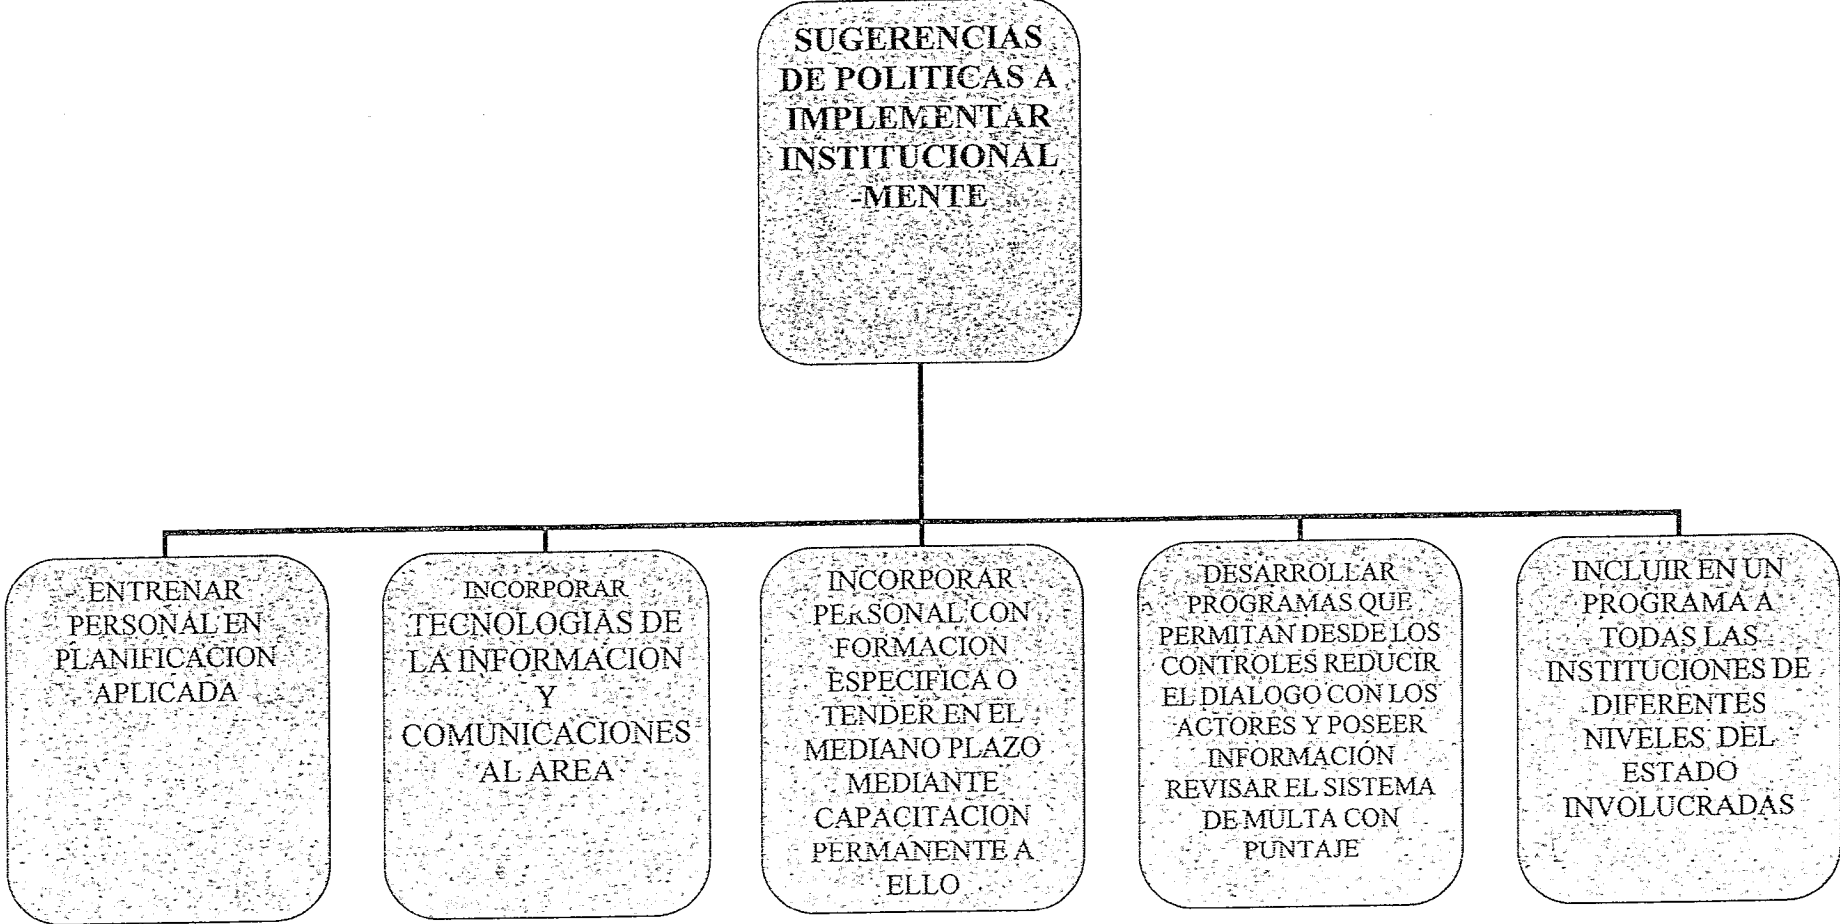 SUGERENCIAS
DE POLITICAS A
IMPLEMENTAR
INSTITUCIONAL
-MENTE
ENTRENAR
PERSONAL EN
PLANIFICACION
APLICADA
INCORPORAR
TECNOLOGIAS DE
LA INFORMACION
Y
COMUNICACIONES
AL AREA
INCORPORAR
PERSONAL CON
FORMACION
ESPECIFICA O
TENDER EN EL
MEDIANO PLAZO
MEDIANTE
CAPACITACION
PERMANENTE A
ELLO
DESARROLLAR
PROGRAMAS QUE
PERMITAN DESDE LOS
CONTROLES REDUCIR
EL DIALOGO CON LOS
ACTORES Y POSEER
INFORMACIÓN
REVISAR EL SISTEMA
DE MULTA CON
PUNTAJE
INCLUIR EN UN
PROGRAMA A
TODAS LAS
INSTITUCIONES DE
DIFERENTES
NIVELES DEL
ESTADO
INVOLUCRADAS